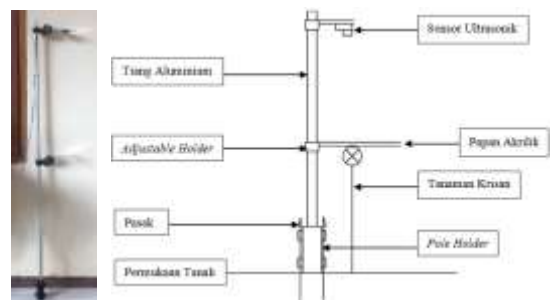 Sensor Ultrasonik
Tiang Aluminium
Adjustable Holder
Papan Akrilik
Tanaman Krisan
Pasak
Pole Holder
Permukaan Tanah